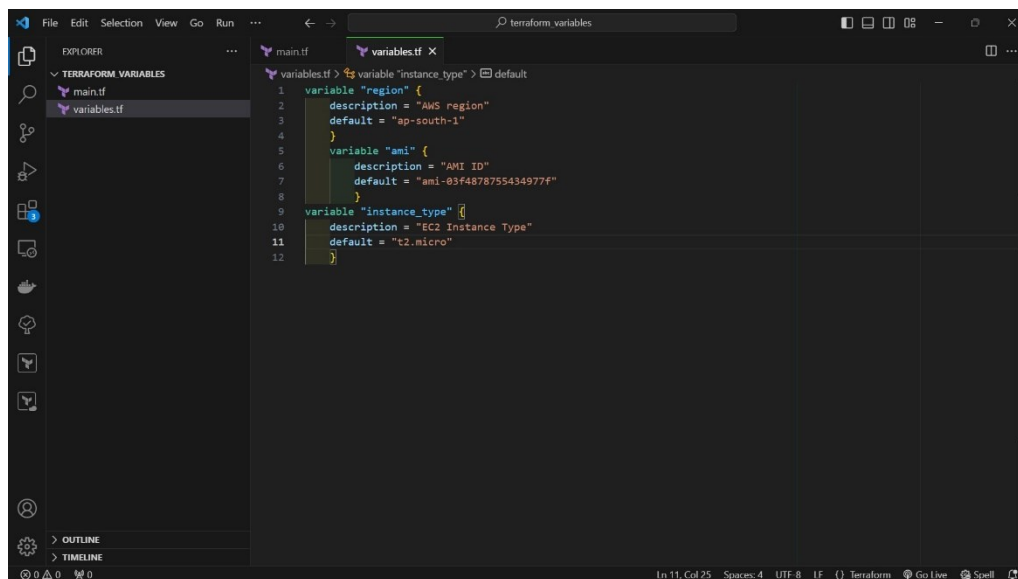 File Edit Selection View Go Run ...
terraform_variables
EXPLORER ...
TERRAFORM_VARIABLES
main.tf
variables.tf
3
OUTLINE
TIMELINE
main.tf variables.tf
variables.tf > variable "instance_type" > default
1 variable "region" {
2     description = "AWS region"
3     default = "ap-south-1"
4     }
5     variable "ami" {
6         description = "AMI ID"
7         default = "ami-03f4878755434977f"
8         }
9 variable "instance_type" {
10     description = "EC2 Instance Type"
11     default = "t2.micro"
12     }
0 0 0 Ln 11, Col 25 Spaces: 4 UTF-8 LF {} Terraform Go Live Spell